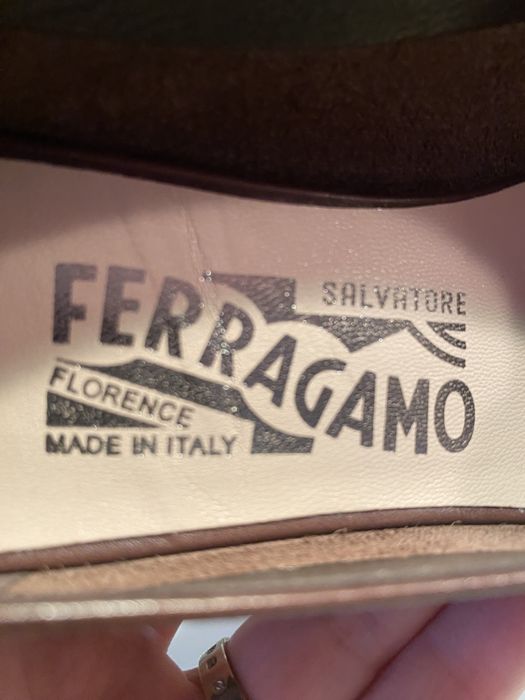 SALVATORE
FERRAGAMO
FLORENCE
MADE IN ITALY